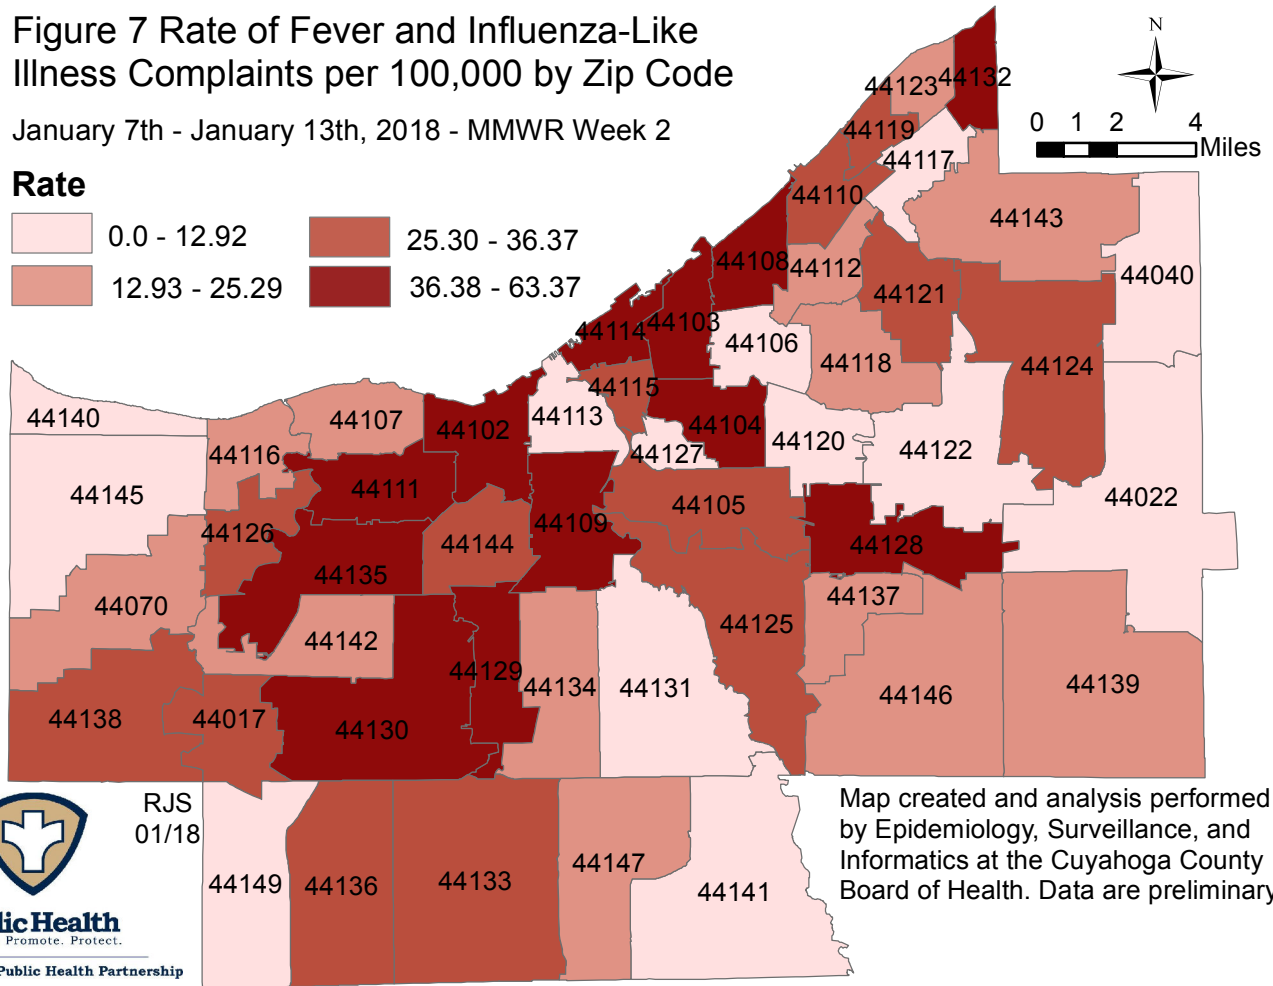 Figure 7 Rate of Fever and Influenza-Like
Illness Complaints per 100,000 by Zip Code
January 7th - January 13th, 2018 - MMWR Week 2
Rate
0.0 - 12.92
25.30 - 36.37
12.93 - 25.29
36.38 - 63.37
N
0 1 2 4
Miles
44132
44123
44119
44117
44110
44143
44040
44108
44112
44121
44114
44103
44106
44118
44124
44115
44107
44140
44102
44113
44104
44120
44122
44116
44127
44145
44111
44022
44105
44109
44126
44144
44128
44135
44070
44137
44125
44142
44129
44134
44131
44146
44139
44138
44017
44130
RJS
01/18
44149
44136
44133
44147
44141
Map created and analysis performed
by Epidemiology, Surveillance, and
Informatics at the Cuyahoga County
Board of Health. Data are preliminary
lic Health
Promote. Protect.
Public Health Partnership